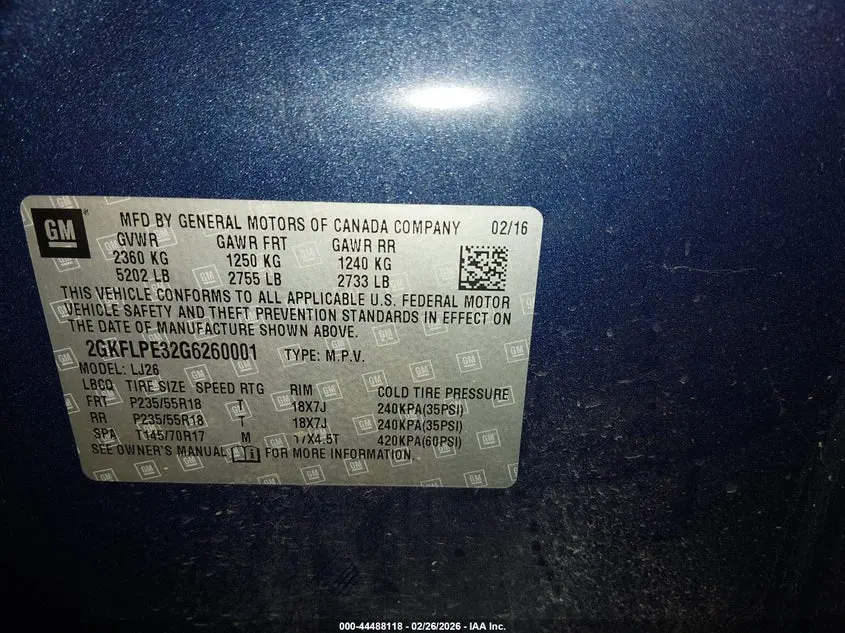 GM
MFD BY GENERAL MOTORS OF CANADA COMPANY 02/16
GVWR GAWR FRT GAWR RR
2360 KG 1250 KG 1240 KG
5202 LB 2755 LB 2733 LB
THIS VEHICLE CONFORMS TO ALL APPLICABLE U.S. FEDERAL MOTOR
VEHICLE SAFETY AND THEFT PREVENTION STANDARDS IN EFFECT ON
THE DATE OF MANUFACTURE SHOWN ABOVE.
2GKFLPE32G6260001 TYPE: M.P.V.
MODEL: LJ26
LBCQ TIRE SIZE SPEED RTG RIM COLD TIRE PRESSURE
FRT P235/55R18 T 18X7J 240KPA(35PSI)
RR P235/55R18 T 18X7J 240KPA(35PSI)
SPA T145/70R17 M 17X4.5T 420KPA(60PSI)
SEE OWNER'S MANUAL FOR MORE INFORMATION.
000-44488118 - 02/26/2026 - IAA Inc.